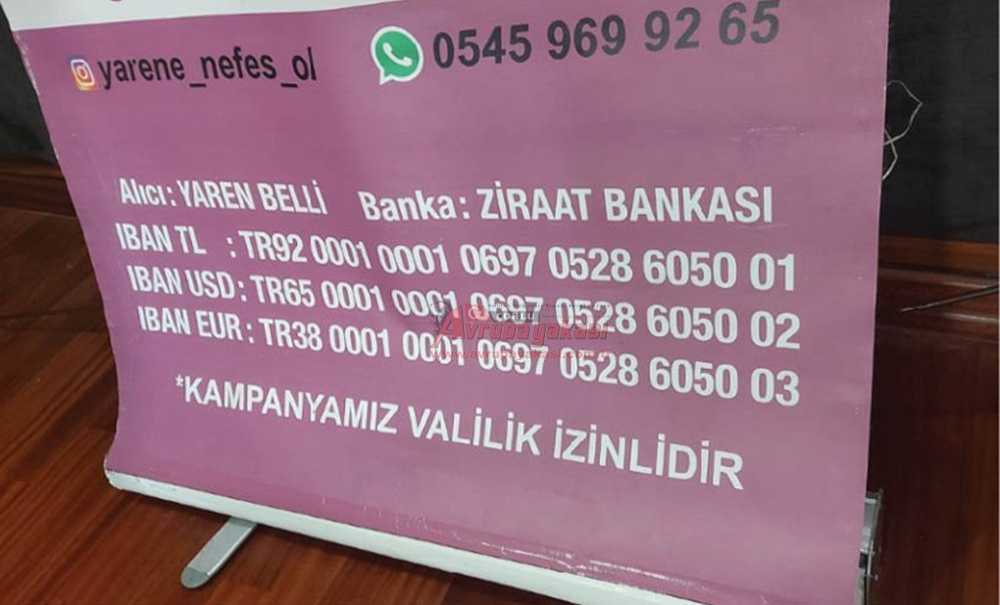 yarene_nefes_ol 0545 969 92 65
Alıcı: YAREN BELLİ Banka: ZİRAAT BANKASI
IBAN TL : TR92 0001 0001 0697 0528 6050 01
IBAN USD: TR65 0001 0001 0697 0528 6050 02
IBAN EUR : TR38 0001 0001 0697 0528 6050 03
*KAMPANYAMIZ VALİLİK İZİNLİDİR
Avrupayakası